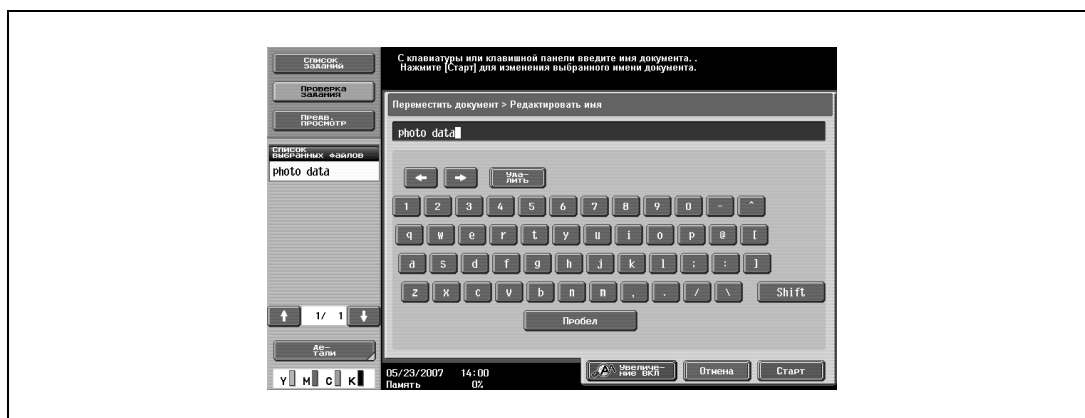 Список
задания
Проверка
задания
Предв.
просмотр
Список
выбранных файлов
photo data
1/ 1
Де-
тали
Y M C K
С клавиатуры или клавишной панели введите имя документа. .
Нажмите [Старт] для изменения выбранного имени документа.
Переместить документ > Редактировать имя
photo data
Уда-
лить
1 2 3 4 5 6 7 8 9 0 - ^
q w e r t y u i o p @ [
a s d f g h j k l ; : ]
z x c v b n m , . / \ Shift
Пробел
05/23/2007 14:00
Память 0%
Увеличе-
ние ВКЛ
Отмена
Старт